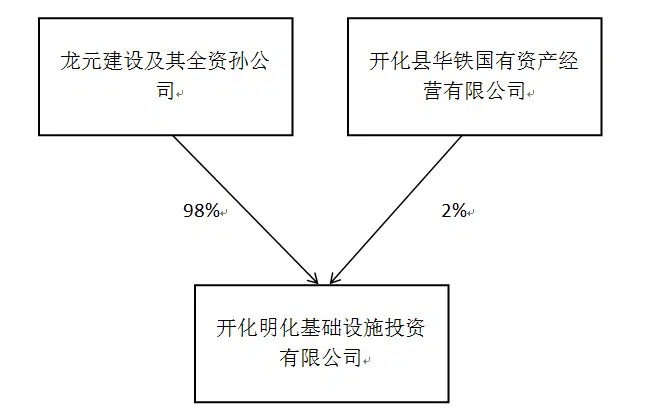 龙元建设及其全资孙公
司
开化县华铁国有资产经
营有限公司
98%
2%
开化明化基础设施投资
有限公司